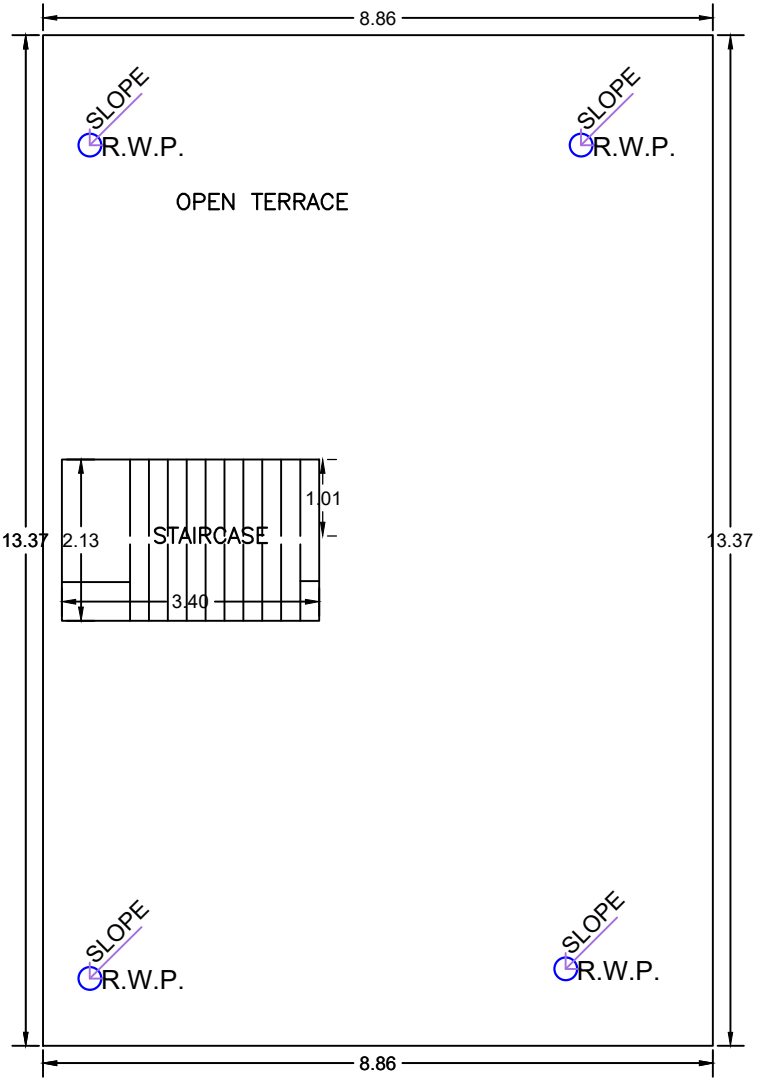 8.86
SLOPE
R.W.P.
SLOPE
R.W.P.
OPEN TERRACE
1.01
STAIRCASE
13.37
2.13
13.37
3.40
SLOPE
R.W.P.
SLOPE
R.W.P.
8.86